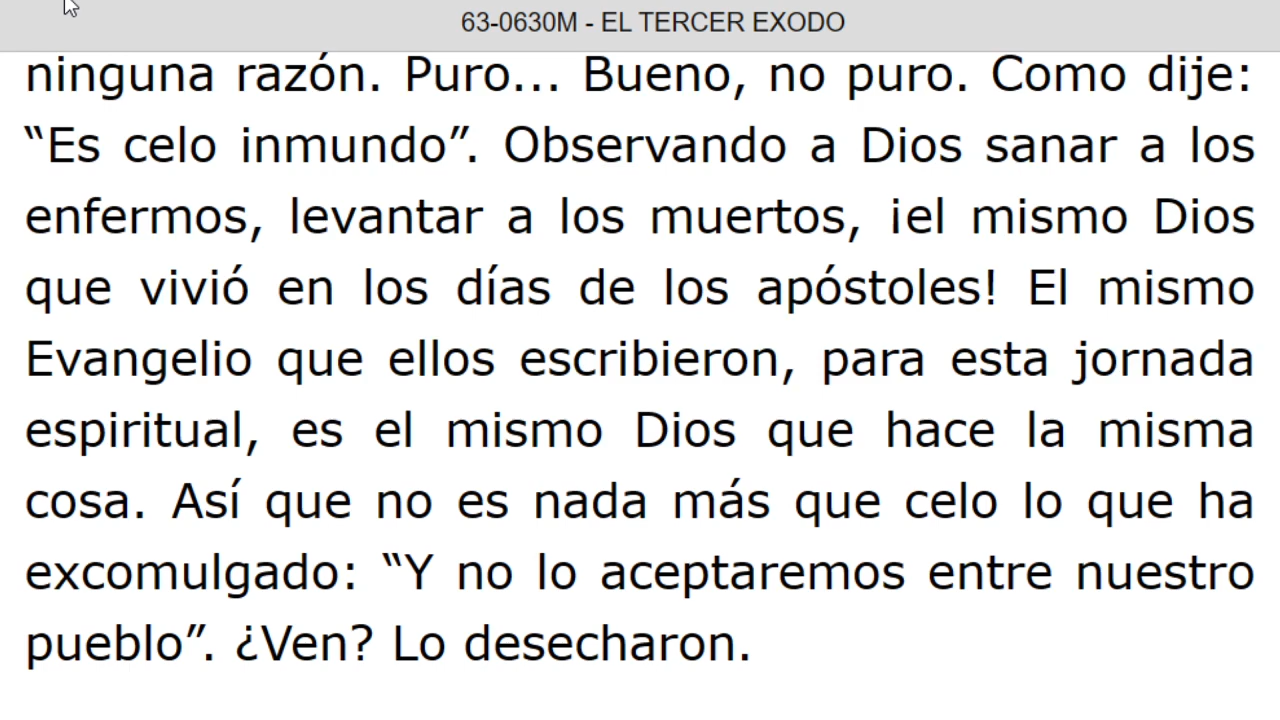 63-0630M - EL TERCER EXODO
ninguna razón. Puro... Bueno, no puro. Como dije:
“Es celo inmundo”. Observando a Dios sanar a los
enfermos, levantar a los muertos, ¡el mismo Dios
que vivió en los días de los apóstoles! El mismo
Evangelio que ellos escribieron, para esta jornada
espiritual, es el mismo Dios que hace la misma
cosa. Así que no es nada más que celo lo que ha
excomulgado: “Y no lo aceptaremos entre nuestro
pueblo”. ¿Ven? Lo desecharon.